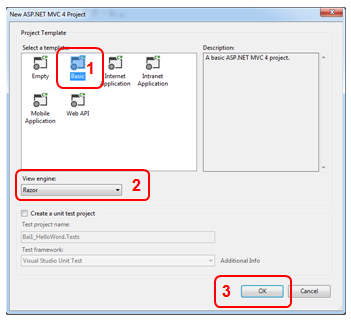 New ASP.NET MVC 4 Project
Project Template
Select a template:
Description:
Empty
Basic
Internet Application
Intranet Application
A basic ASP.NET MVC 4 project.
1
Mobile Application
Web API
View engine:
Razor
2
Create a unit test project
Test project name:
Bai1_HelloWord.Tests
Test framework:
Visual Studio Unit Test
Additional Info
3
OK
Cancel